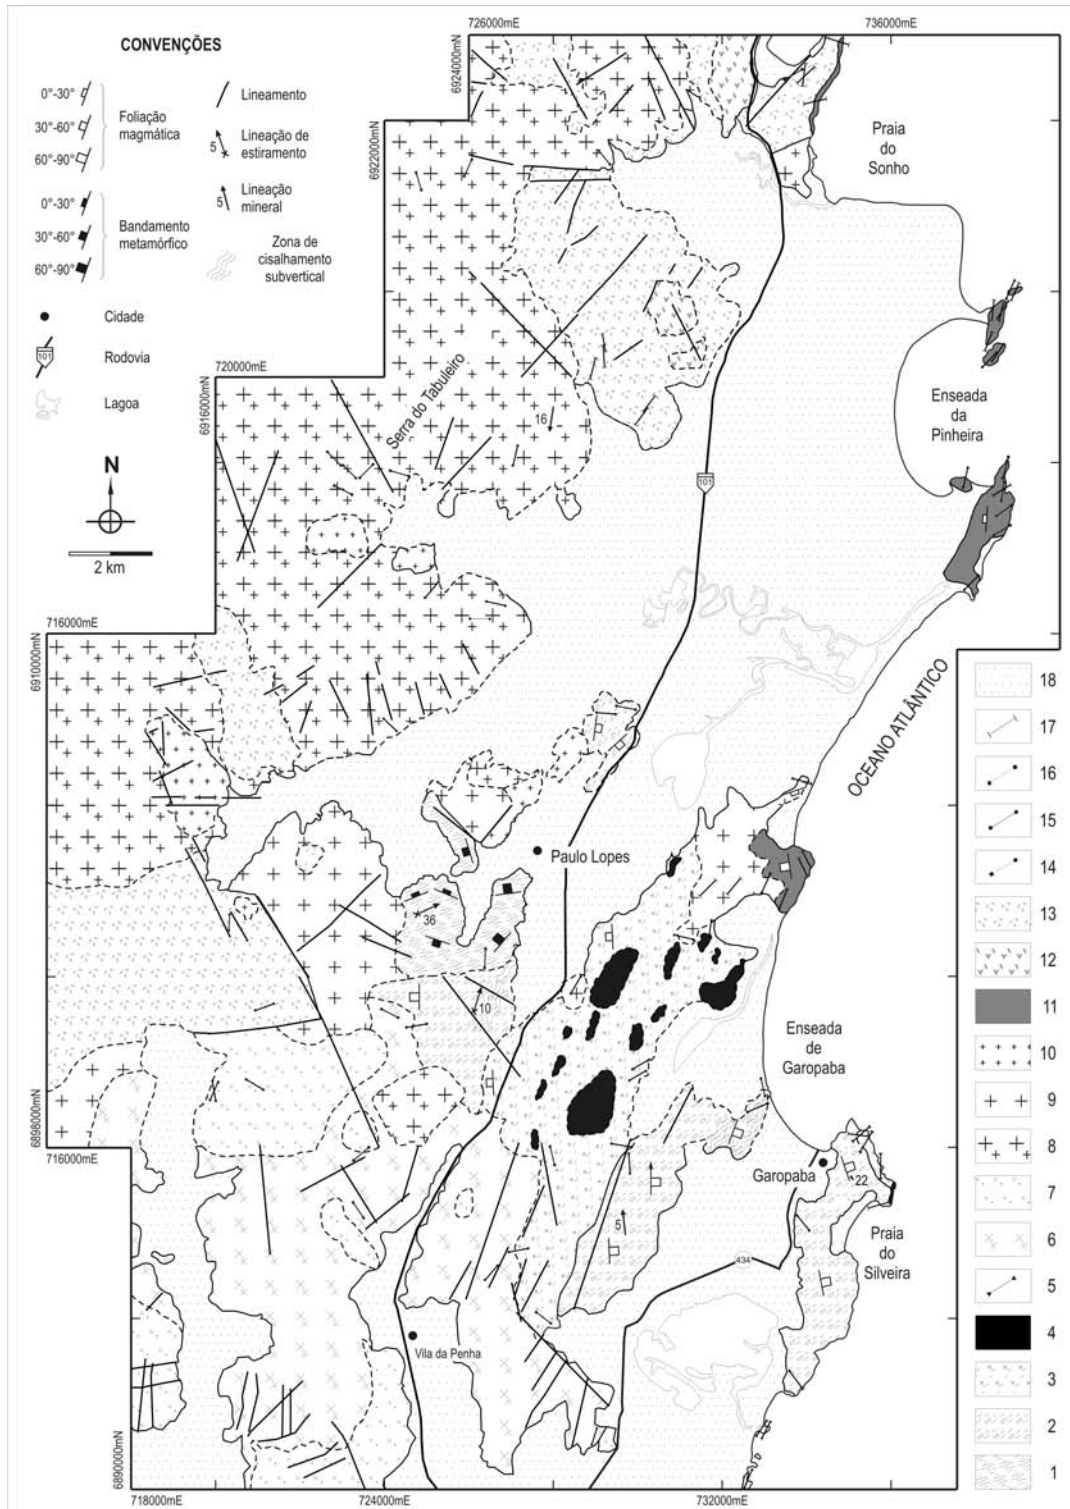 CONVENÇÕES
0°-30°
30°-60°
60°-90°
Foliação
magmática
0°-30°
30°-60°
60°-90°
Bandamento
metamórfico
Cidade
101
Rodovia
Lagoa
Lineamento
5
Lineação de
estiramento
5
Lineação
mineral
Zona de
cisalhamento
subvertical
N
2 km
726000mE
736000mE
6924000mN
6922000mN
720000mE
6916000mN
716000mE
6910000mN
6898000mN
716000mE
6890000mN
718000mE
724000mE
732000mE
Praia
do
Sonho
Enseada
da
Pinheira
Serra do Tabuleiro
16
101
OCEANO ATLÂNTICO
Paulo Lopes
36
10
Enseada
de
Garopaba
Garopaba
22
Praia
do
Silveira
5
434
Vila da Penha
18
17
16
15
14
13
12
11
10
9
8
7
6
5
4
3
2
1